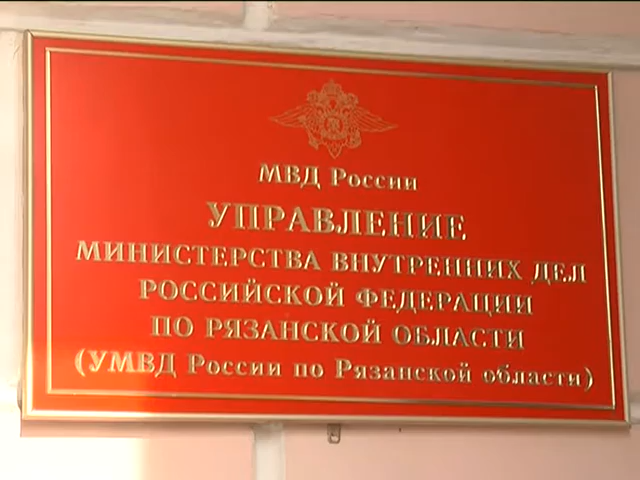 МВД России
УПРАВЛЕНИЕ
МИНИСТЕРСТВА ВНУТРЕННИХ ДЕЛ
РОССИЙСКОЙ ФЕДЕРАЦИИ
ПО РЯЗАНСКОЙ ОБЛАСТИ
(УМВД России по Рязанской области)